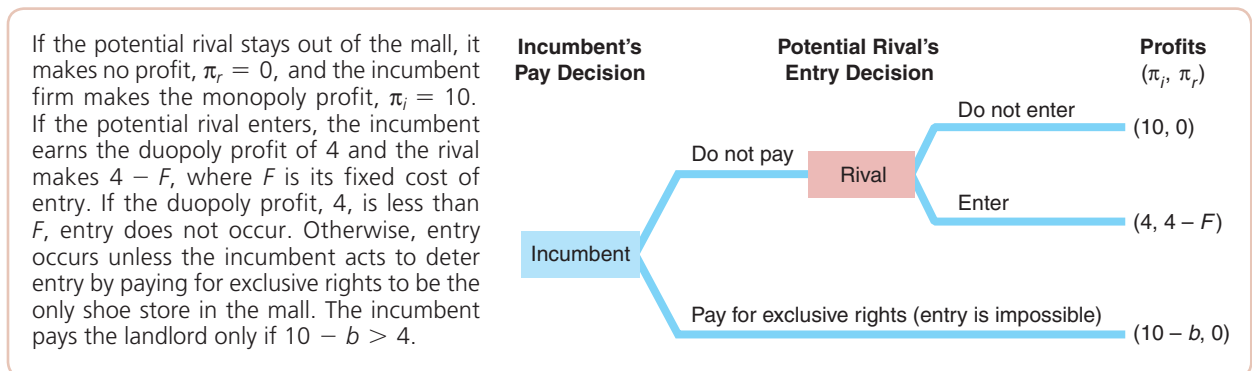 If the potential rival stays out of the mall, it
makes no profit, πr = 0, and the incumbent
firm makes the monopoly profit, πi = 10.
If the potential rival enters, the incumbent
earns the duopoly profit of 4 and the rival
makes 4 − F, where F is its fixed cost of
entry. If the duopoly profit, 4, is less than
F, entry does not occur. Otherwise, entry
occurs unless the incumbent acts to deter
entry by paying for exclusive rights to be the
only shoe store in the mall. The incumbent
pays the landlord only if 10 − b > 4.
Incumbent's
Pay Decision
Potential Rival's
Entry Decision
Profits
(πi, πr)
Do not enter
(10, 0)
Do not pay
Rival
Enter
(4, 4 – F)
Incumbent
Pay for exclusive rights (entry is impossible)
(10 – b, 0)